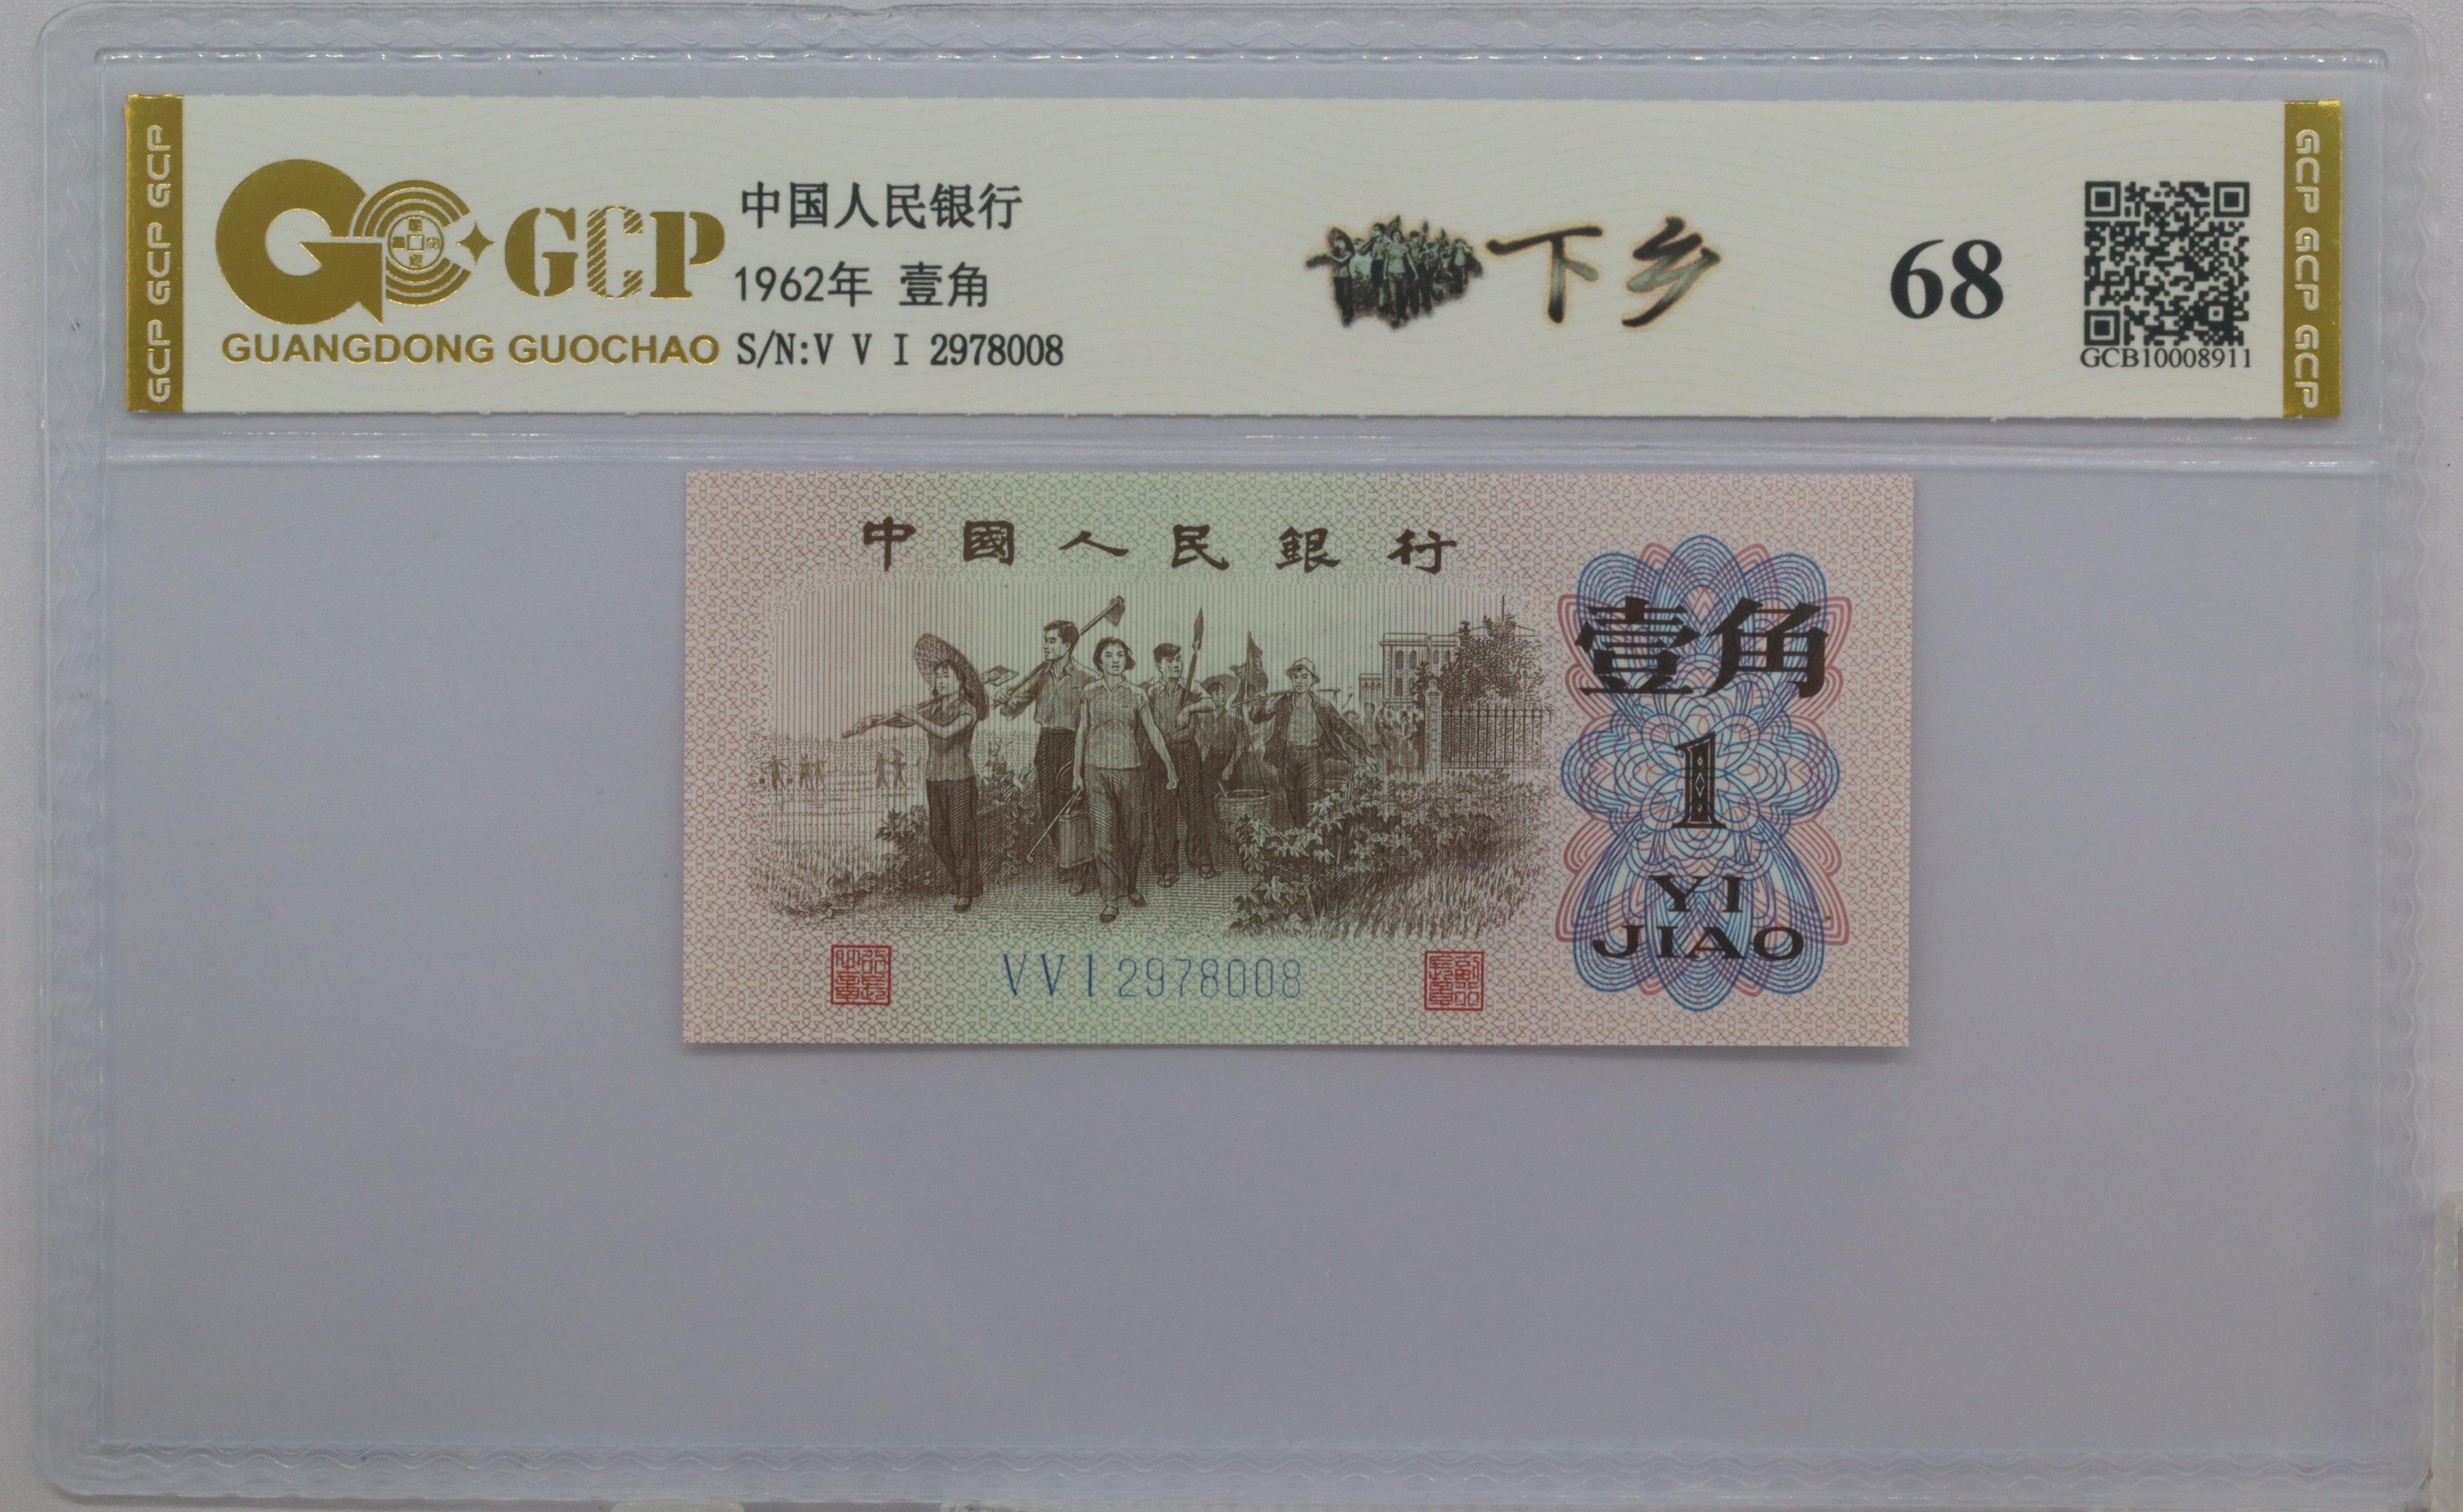 GCP GCP GCP
GCP
GUANGDONG GUOCHAO
中国人民银行
1962年 壹角
S/N:V V I 2978008
下乡
68
GCB10008911
GCP GCP GCP
中國人民銀行
壹角
1
YI
JIAO
VVI2978008